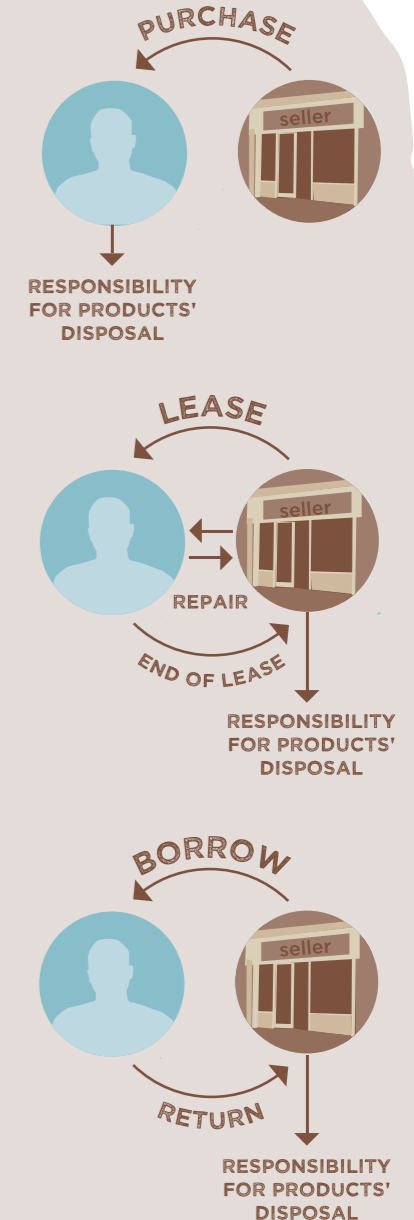 PURCHASE
seller
RESPONSIBILITY
FOR PRODUCTS'
DISPOSAL
LEASE
seller
REPAIR
END OF LEASE
RESPONSIBILITY
FOR PRODUCTS'
DISPOSAL
BORROW
seller
RETURN
RESPONSIBILITY
FOR PRODUCTS'
DISPOSAL